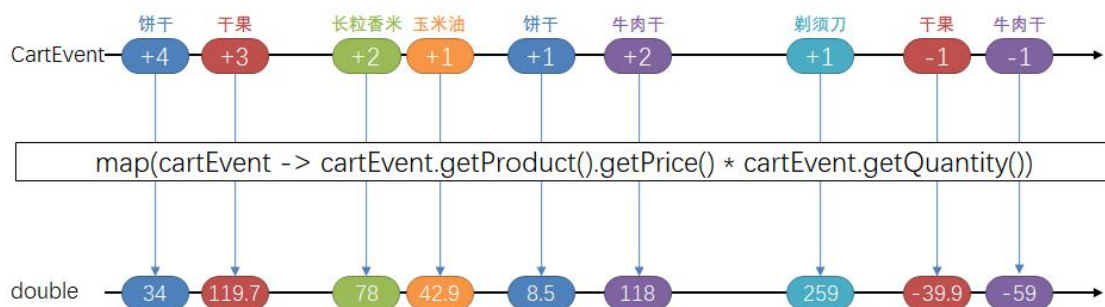 饼干 干果 长粒香米 玉米油 饼干 牛肉干 剃须刀 干果 牛肉干
CartEvent +4 +3 +2 +1 +1 +2 +1 -1 -1
map(cartEvent -> cartEvent.getProduct().getPrice() * cartEvent.getQuantity())
double 34 119.7 78 42.9 8.5 118 259 -39.9 -59